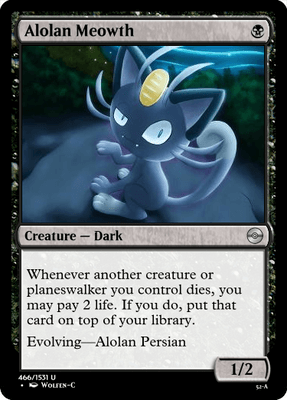 Alolan Meowth
Creature — Dark
Whenever another creature or
planeswalker you control dies, you
may pay 2 life. If you do, put that
card on top of your library.
Evolving—Alolan Persian
1/2
466/1531 U
• Wolfen-C